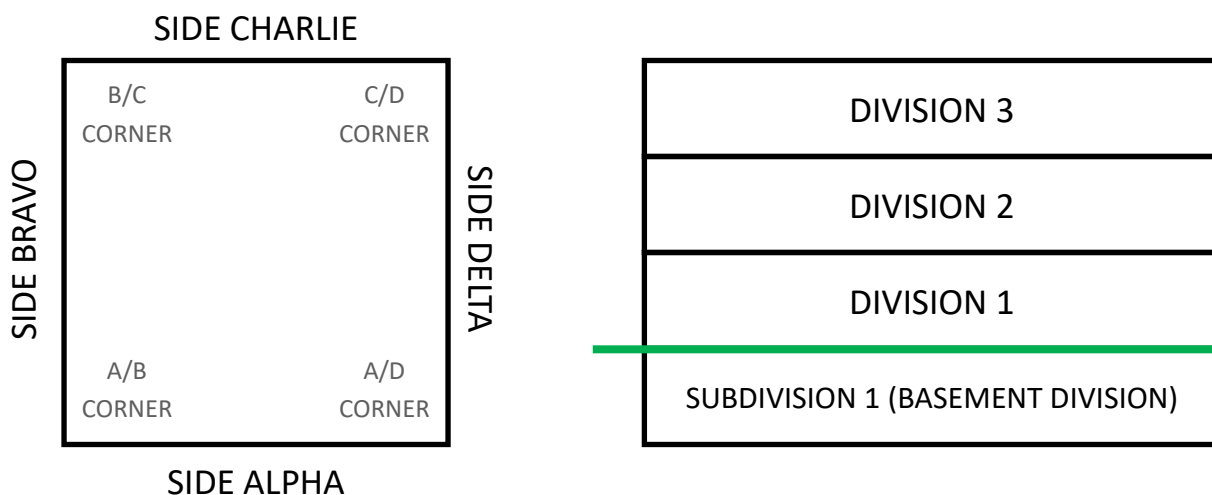 SIDE CHARLIE
B/C
CORNER
C/D
CORNER
SIDE BRAVO
SIDE DELTA
A/B
CORNER
A/D
CORNER
SIDE ALPHA
DIVISION 3
DIVISION 2
DIVISION 1
SUBDIVISION 1 (BASEMENT DIVISION)